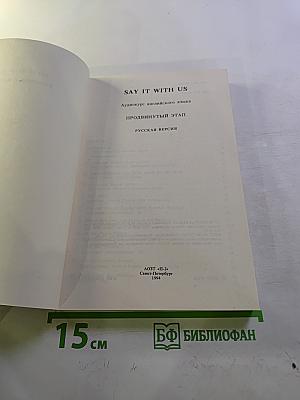 SAY IT WITH US
Аудиокурс английского языка
ПРОДВИНУТЫЙ ЭТАП
РУССКАЯ ВЕРСИЯ
Санкт-Петербург
1994
15 см
БФ БИБЛИОФАН